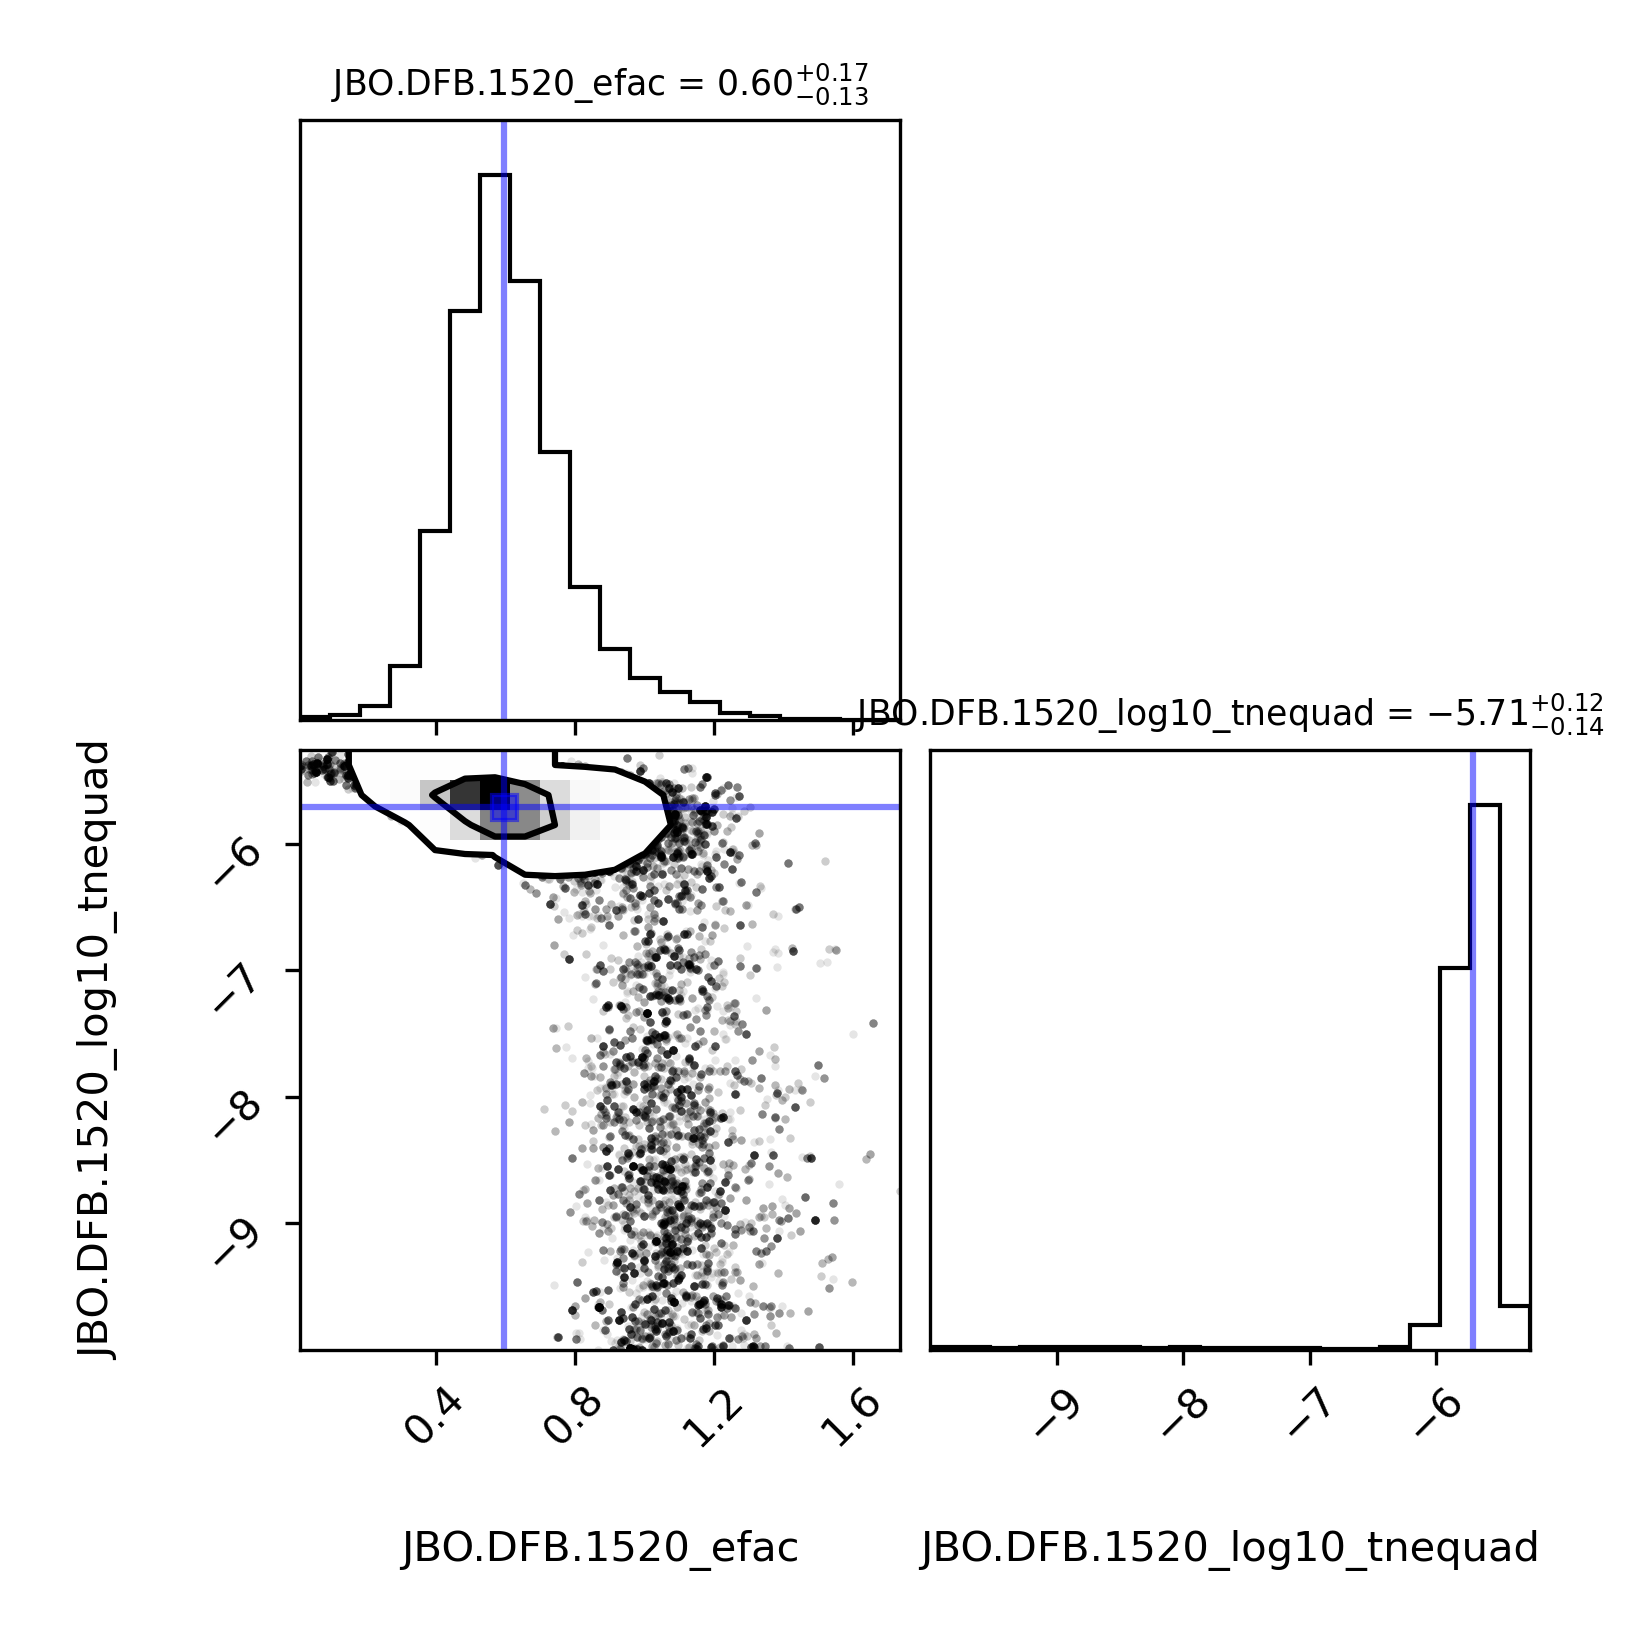 JBO.DFB.1520_efac = 0.60+0.17−0.13
JBO.DFB.1520_log10_tnequad = −5.71+0.12−0.14
JBO.DFB.1520_log10_tnequad
−6
−7
−8
−9
0.4 0.8 1.2 1.6
−9 −8 −7 −6
JBO.DFB.1520_efac
JBO.DFB.1520_log10_tnequad